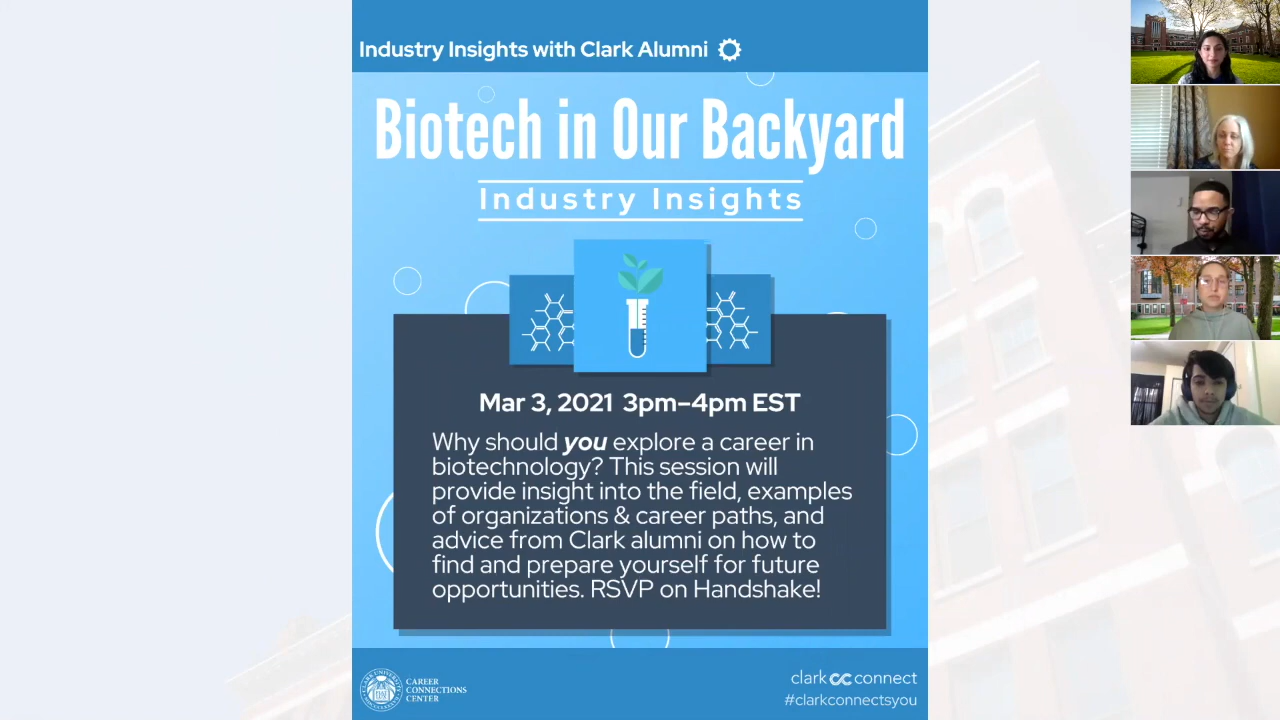 Industry Insights with Clark Alumni
Biotech in Our Backyard
Industry Insights
Mar 3, 2021 3pm–4pm EST
Why should you explore a career in
biotechnology? This session will
provide insight into the field, examples
of organizations & career paths, and
advice from Clark alumni on how to
find and prepare yourself for future
opportunities. RSVP on Handshake!
CAREER
CONNECTIONS
CENTER
clark connect
#clarkconnectsyou